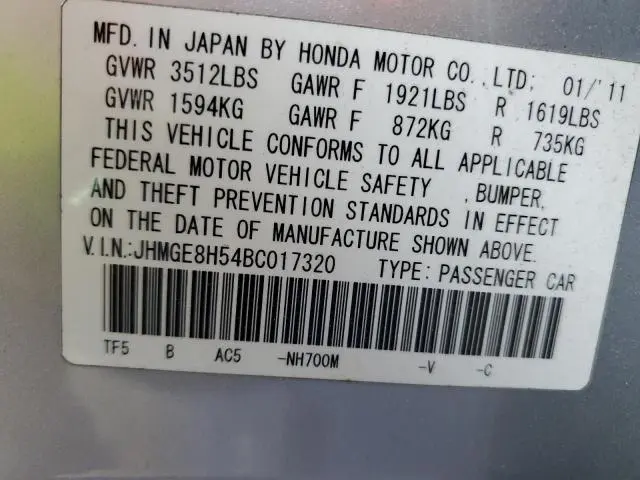 MFD. IN JAPAN BY HONDA MOTOR CO., LTD; 01/'11
GVWR 3512LBS GAWR F 1921LBS R 1619LBS
GVWR 1594KG GAWR F 872KG R 735KG
THIS VEHICLE CONFORMS TO ALL APPLICABLE
FEDERAL MOTOR VEHICLE SAFETY , BUMPER,
AND THEFT PREVENTION STANDARDS IN EFFECT
ON THE DATE OF MANUFACTURE SHOWN ABOVE.
V.I.N.:JHMGE8H54BC017320 TYPE:PASSENGER CAR
TF5 B AC5 -NH700M -V -C